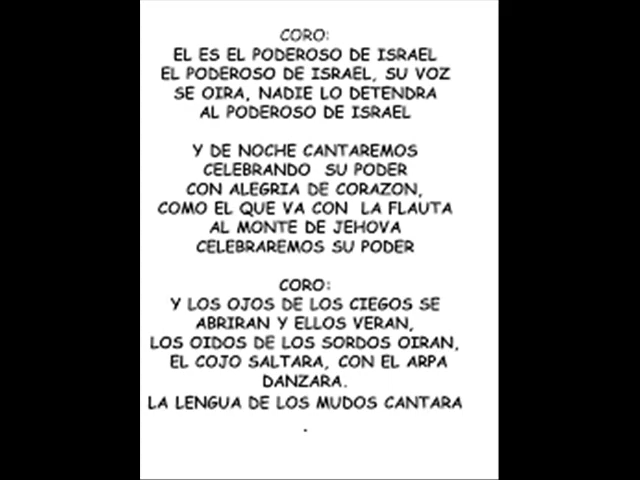 CORO:
EL ES EL PODEROSO DE ISRAEL
EL PODEROSO DE ISRAEL, SU VOZ
SE OIRA, NADIE LO DETENDRA
AL PODEROSO DE ISRAEL
Y DE NOCHE CANTAREMOS
CELEBRANDO SU PODER
CON ALEGRIA DE CORAZON,
COMO EL QUE VA CON LA FLAUTA
AL MONTE DE JEHOVA
CELEBRAREMOS SU PODER
CORO:
Y LOS OJOS DE LOS CIEGOS SE
ABRIRAN Y ELLOS VERAN,
LOS OIDOS DE LOS SORDOS OIRAN,
EL COJO SALTARA, CON EL ARPA
DANZARA.
LA LENGUA DE LOS MUDOS CANTARA
.